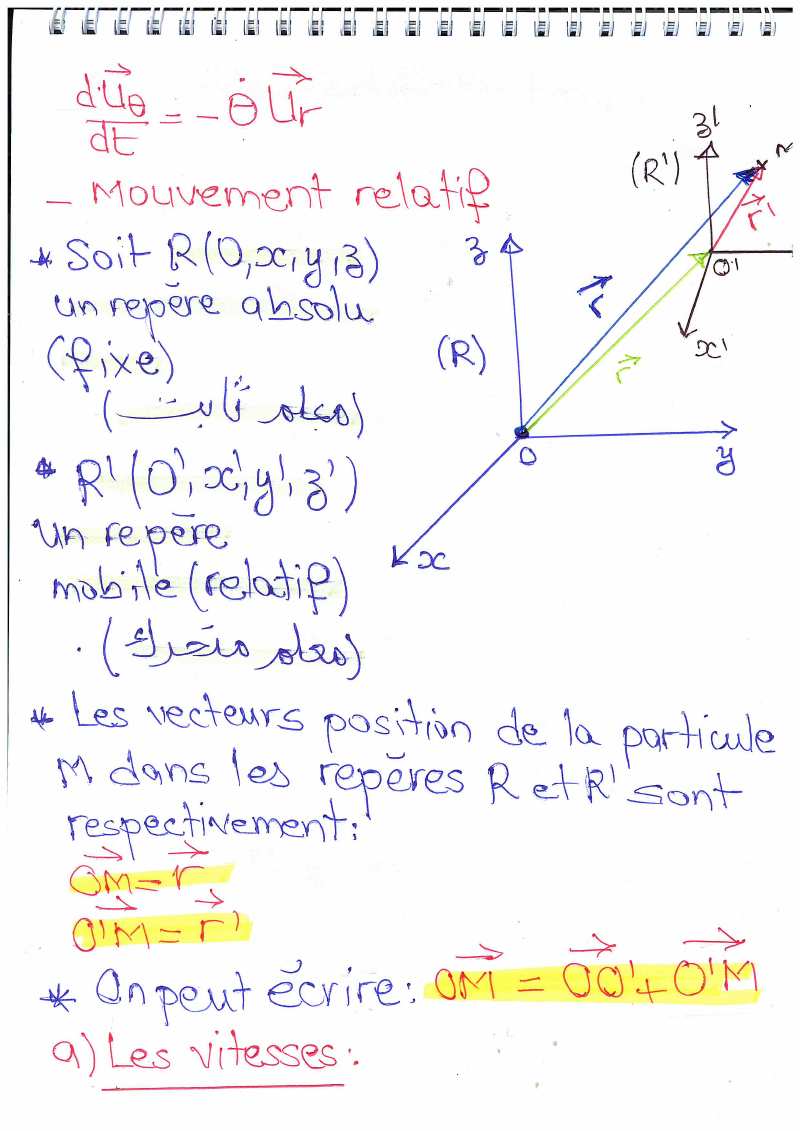 dU⃗θ/dt = - θ̇ U⃗r
- Mouvement relatif
* Soit R(O,x,y,z)
un repère absolu
(fixe)
(معلم ثابت)
* R'(O',x',y',z')
un repère
mobile (relatif)
(معلم متحرك).
z
(R)
O
y
x
r⃗
r⃗
z'
(R')
r⃗'
O'
x'
* Les vecteurs position de la particule
M dans les repères R et R' sont
respectivement:
O⃗M = r⃗
O⃗'M = r⃗'
* On peut écrire: O⃗M = O⃗O' + O⃗'M
a) Les vitesses: